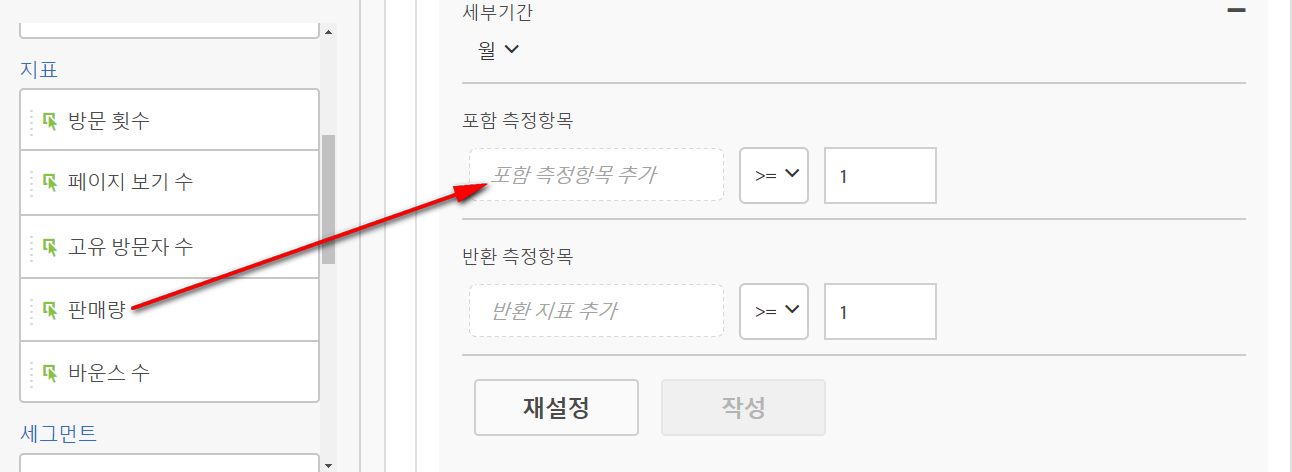 지표
방문 횟수
페이지 보기 수
고유 방문자 수
판매량
바운스 수
세그먼트
세부기간
월
포함 측정항목
포함 측정항목 추가 >= 1
반환 측정항목
반환 지표 추가 >= 1
재설정 작성